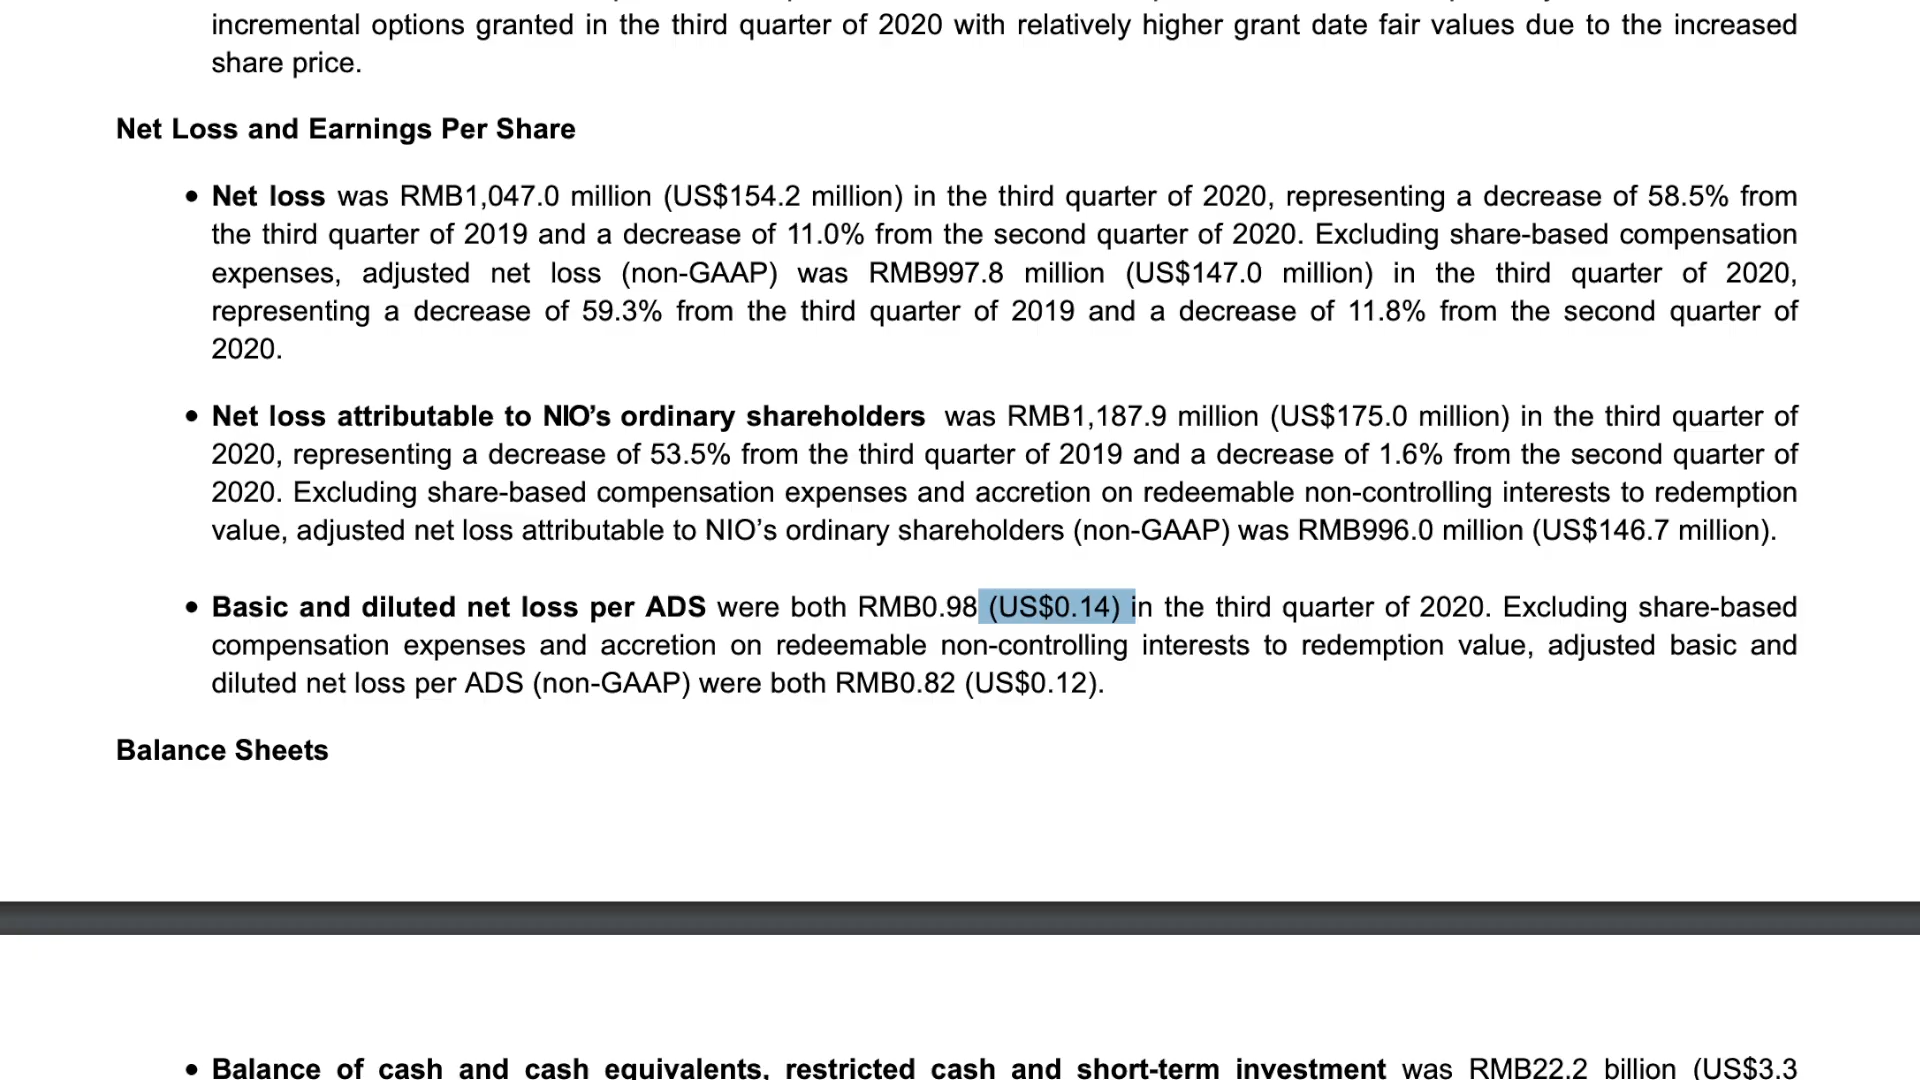 incremental options granted in the third quarter of 2020 with relatively higher grant date fair values due to the increased
share price.
Net Loss and Earnings Per Share
• Net loss was RMB1,047.0 million (US$154.2 million) in the third quarter of 2020, representing a decrease of 58.5% from
the third quarter of 2019 and a decrease of 11.0% from the second quarter of 2020. Excluding share-based compensation
expenses, adjusted net loss (non-GAAP) was RMB997.8 million (US$147.0 million) in the third quarter of 2020,
representing a decrease of 59.3% from the third quarter of 2019 and a decrease of 11.8% from the second quarter of
2020.
• Net loss attributable to NIO’s ordinary shareholders was RMB1,187.9 million (US$175.0 million) in the third quarter of
2020, representing a decrease of 53.5% from the third quarter of 2019 and a decrease of 1.6% from the second quarter of
2020. Excluding share-based compensation expenses and accretion on redeemable non-controlling interests to redemption
value, adjusted net loss attributable to NIO’s ordinary shareholders (non-GAAP) was RMB996.0 million (US$146.7 million).
• Basic and diluted net loss per ADS were both RMB0.98 (US$0.14) in the third quarter of 2020. Excluding share-based
compensation expenses and accretion on redeemable non-controlling interests to redemption value, adjusted basic and
diluted net loss per ADS (non-GAAP) were both RMB0.82 (US$0.12).
Balance Sheets
• Balance of cash and cash equivalents, restricted cash and short-term investment was RMB22.2 billion (US$3.3